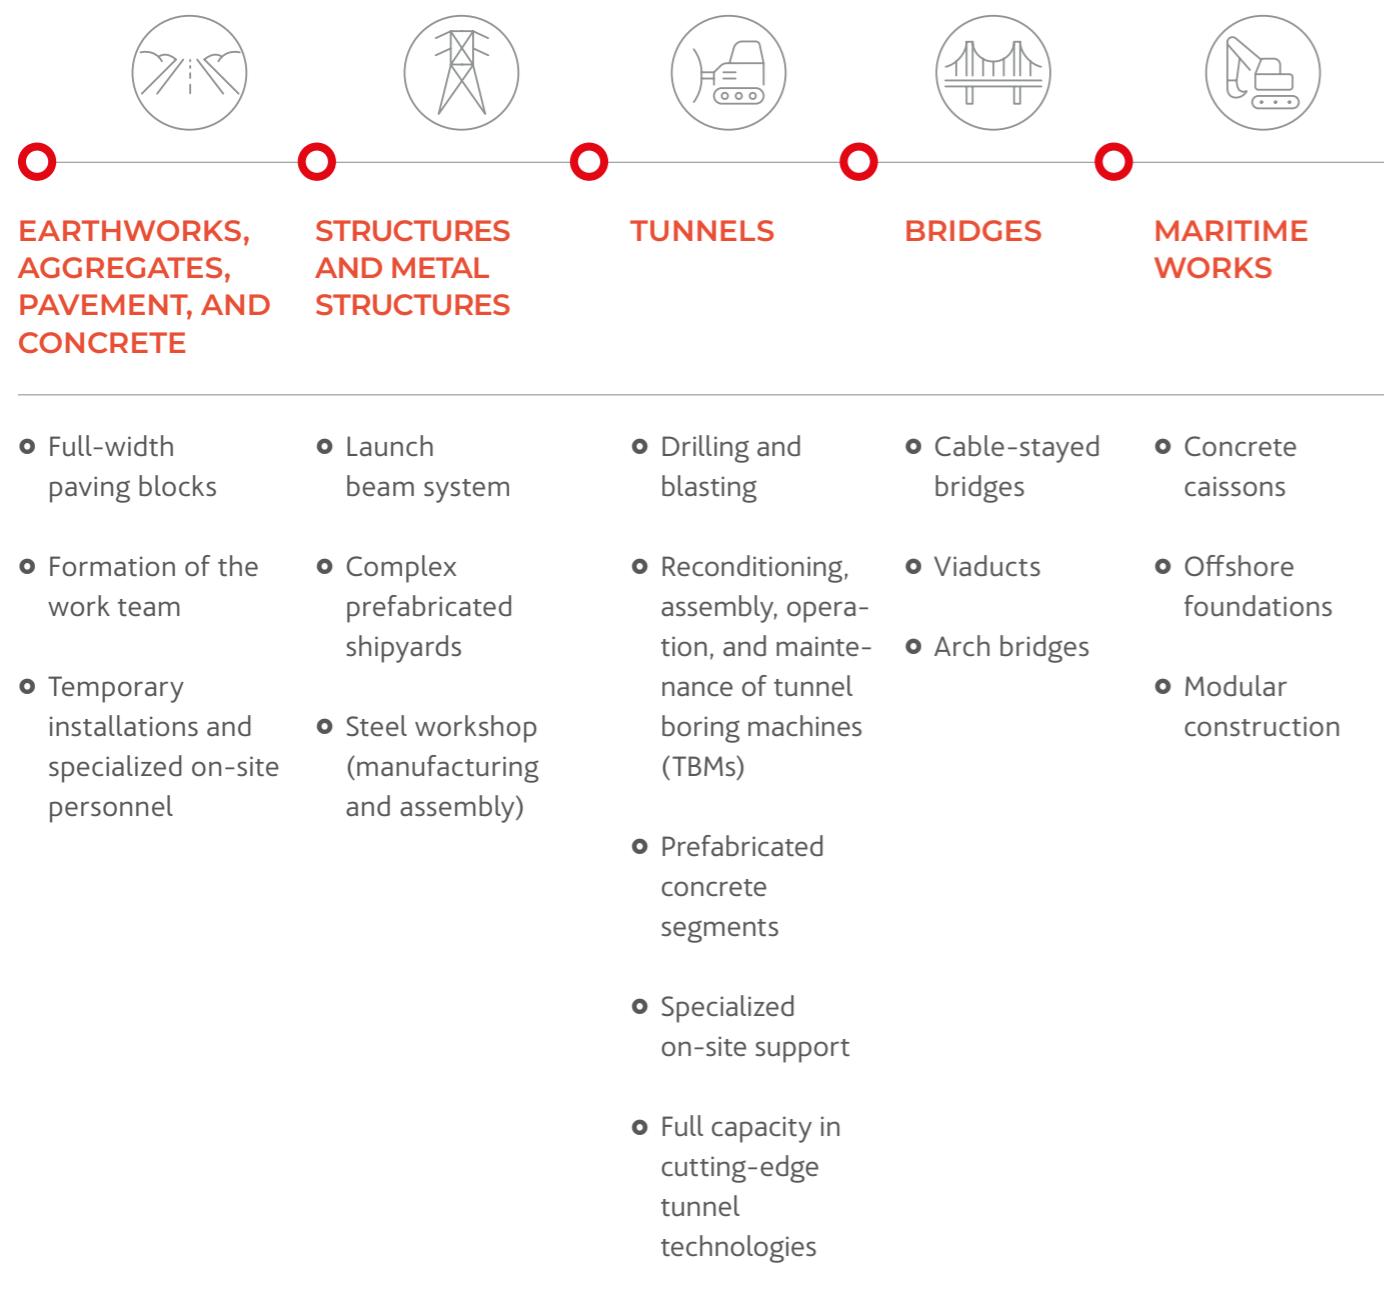 EARTHWORKS,
AGGREGATES,
PAVEMENT, AND
CONCRETE
Full-width
paving blocks
Formation of the
work team
Temporary
installations and
specialized on-site
personnel
STRUCTURES
AND METAL
STRUCTURES
Launch
beam system
Complex
prefabricated
shipyards
Steel workshop
(manufacturing
and assembly)
TUNNELS
Drilling and
blasting
Reconditioning,
assembly, opera-
tion, and mainte-
nance of tunnel
boring machines
(TBMs)
Prefabricated
concrete
segments
Specialized
on-site support
Full capacity in
cutting-edge
tunnel
technologies
BRIDGES
Cable-stayed
bridges
Viaducts
Arch bridges
MARITIME
WORKS
Concrete
caissons
Offshore
foundations
Modular
construction